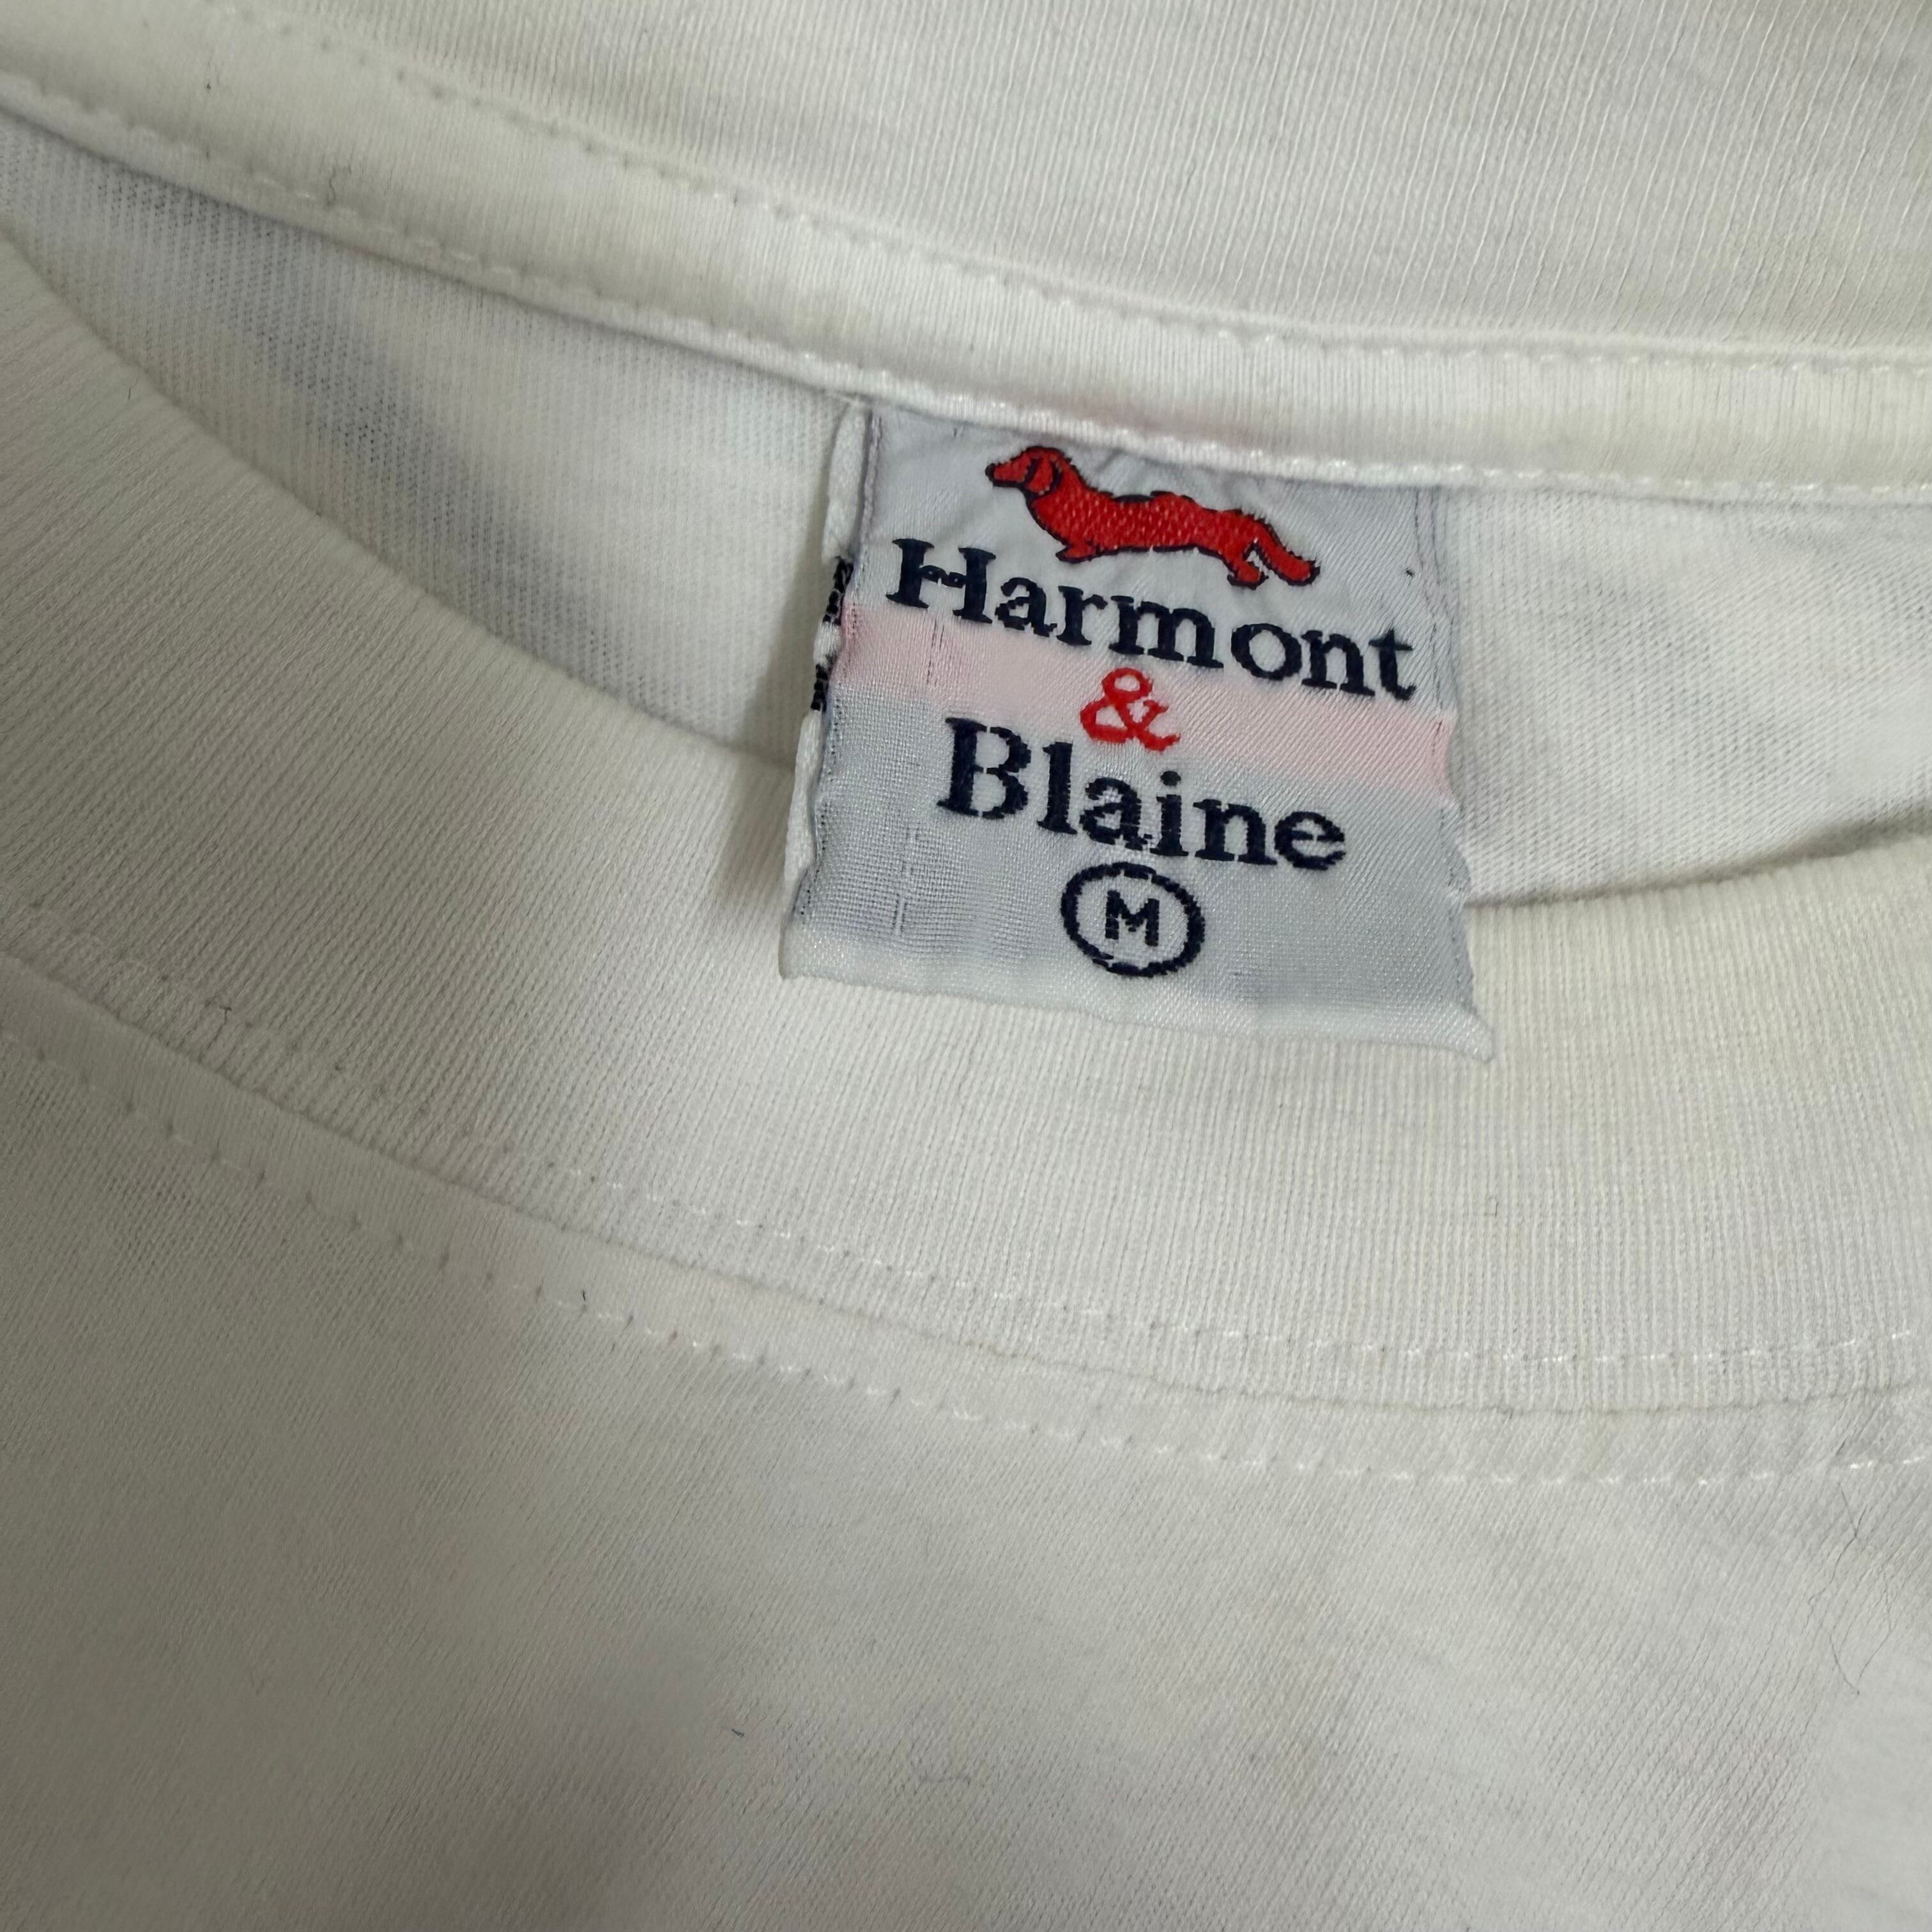 Harmont
&
Blaine
M